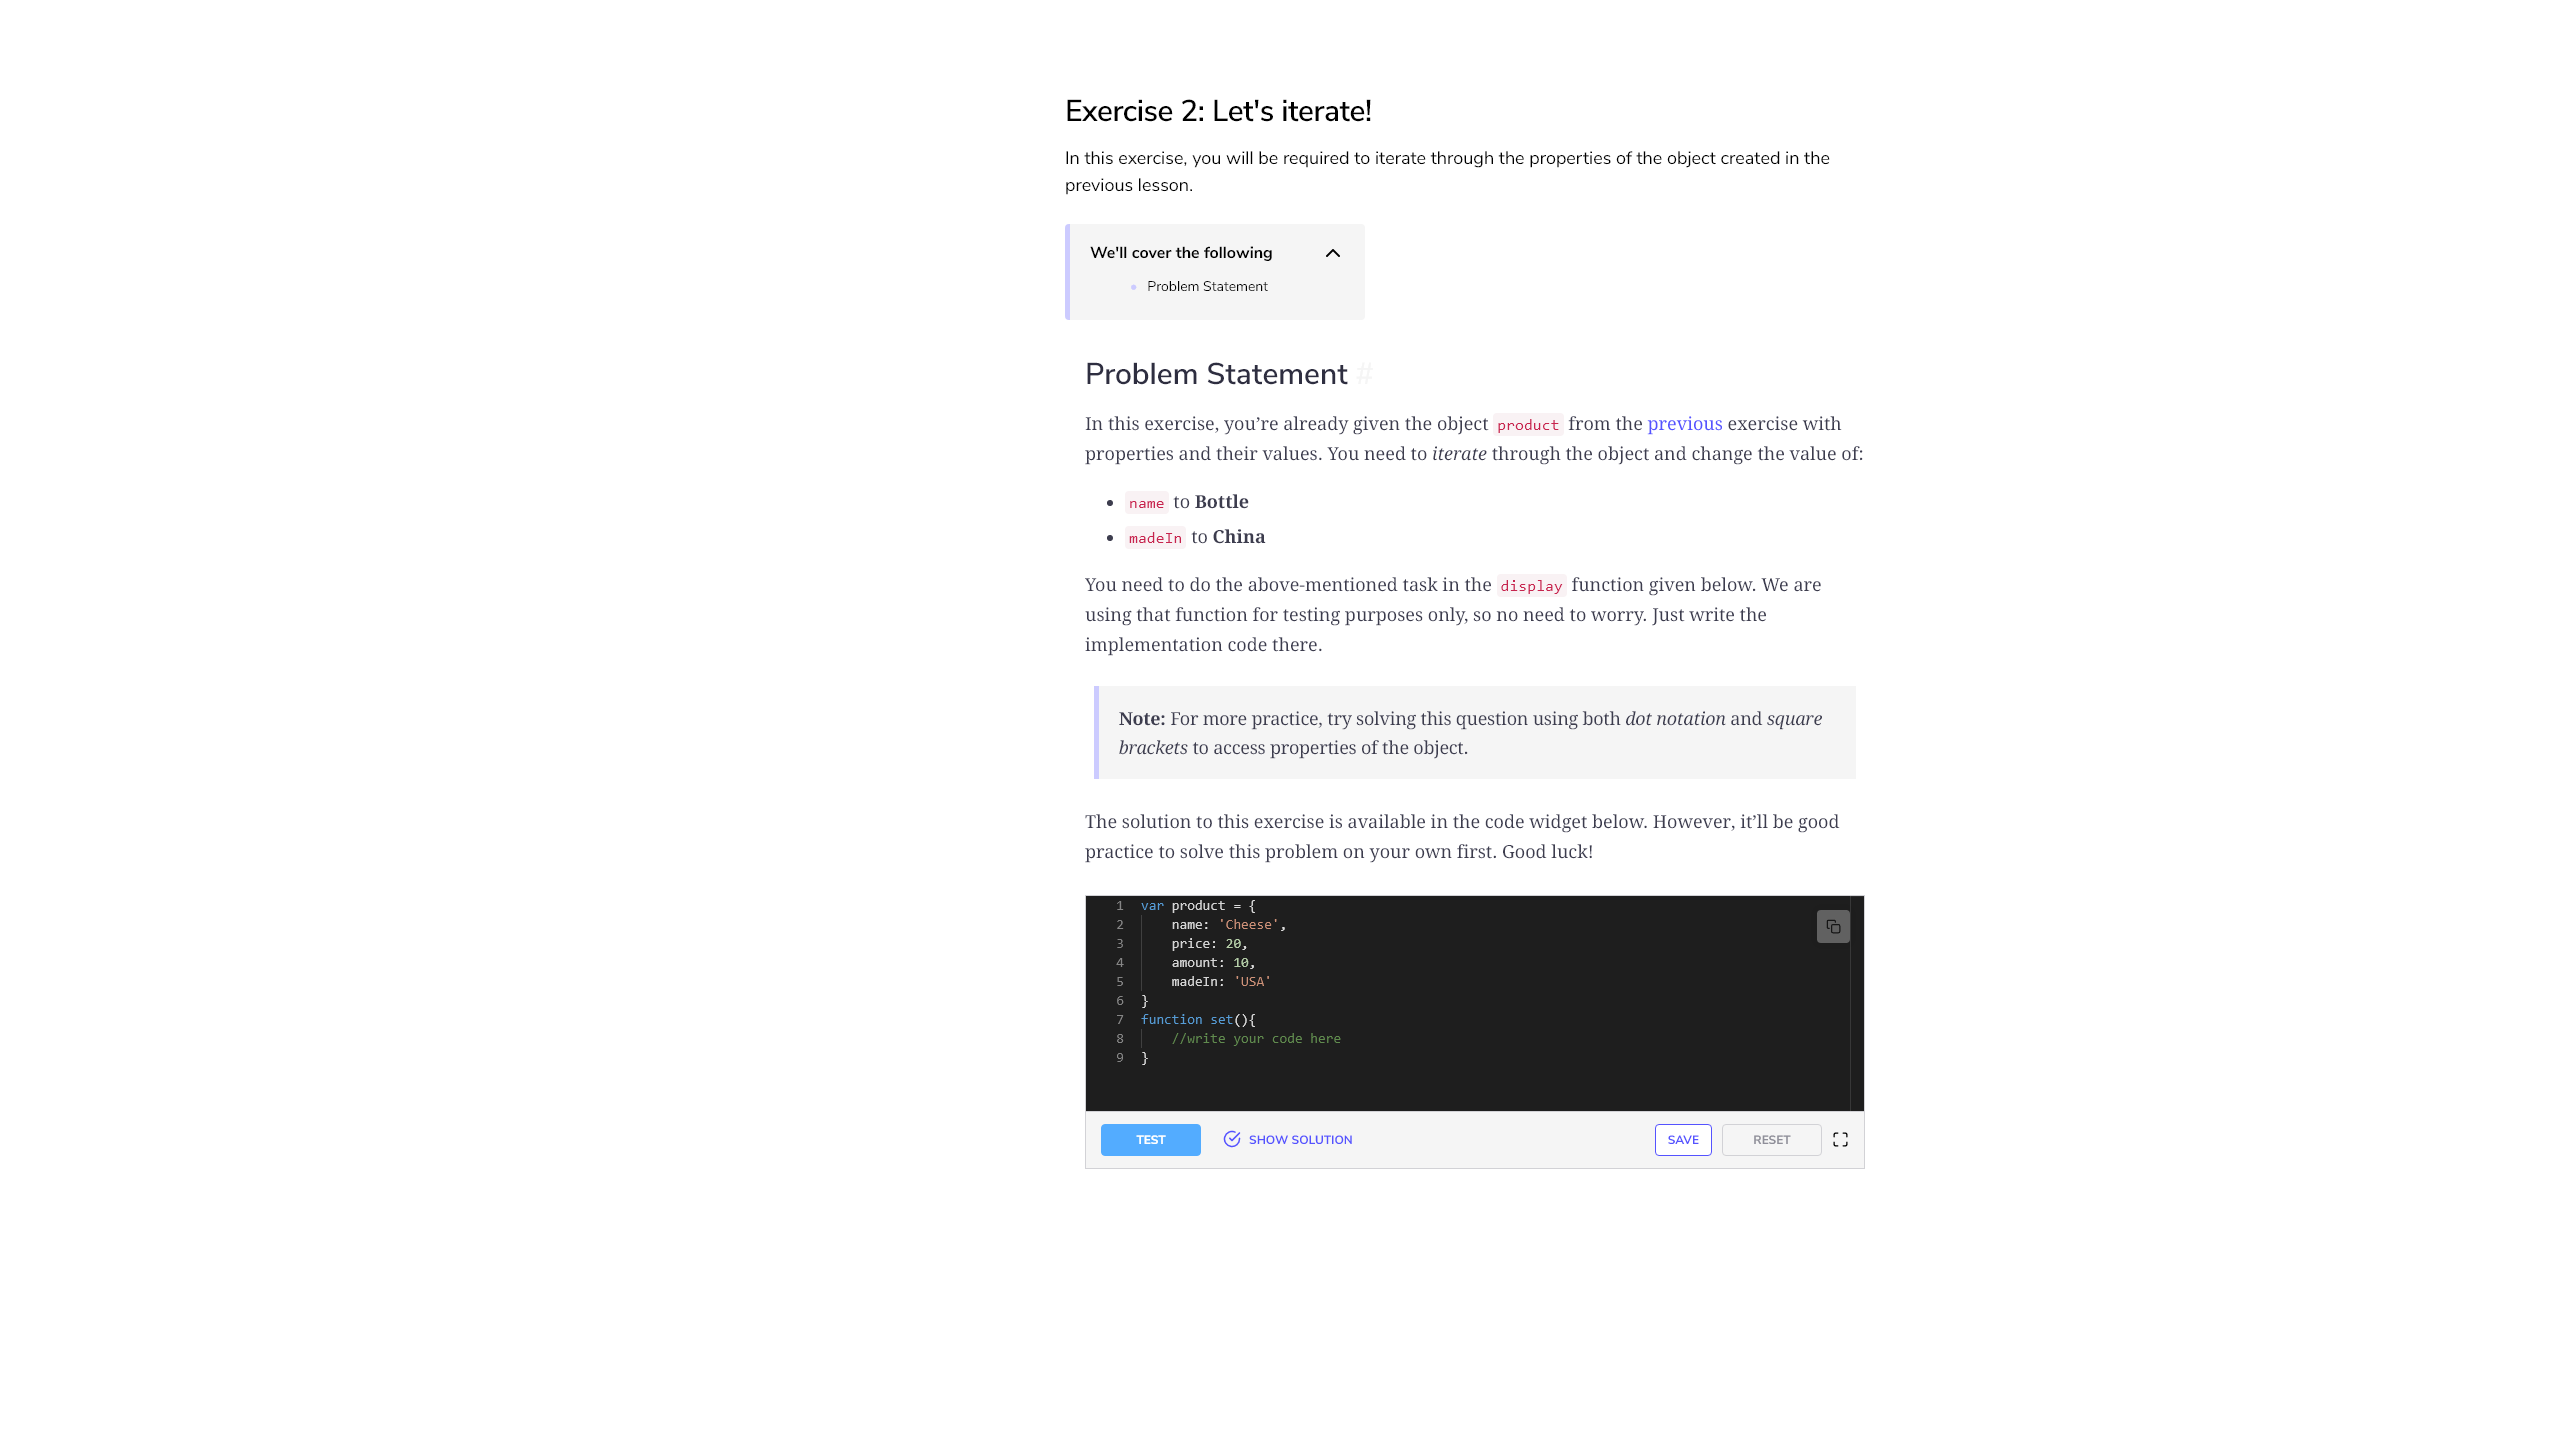 Exercise 2: Let's iterate!
In this exercise, you will be required to iterate through the properties of the object created in the
previous lesson.
We'll cover the following
Problem Statement
Problem Statement #
In this exercise, you’re already given the object product from the previous exercise with
properties and their values. You need to iterate through the object and change the value of:
• name to Bottle
• madeIn to China
You need to do the above-mentioned task in the display function given below. We are
using that function for testing purposes only, so no need to worry. Just write the
implementation code there.
Note: For more practice, try solving this question using both dot notation and square
brackets to access properties of the object.
The solution to this exercise is available in the code widget below. However, it’ll be good
practice to solve this problem on your own first. Good luck!
1 var product = {
2     name: 'Cheese',
3     price: 20,
4     amount: 10,
5     madeIn: 'USA'
6 }
7 function set(){
8     //write your code here
9 }
TEST SHOW SOLUTION SAVE RESET